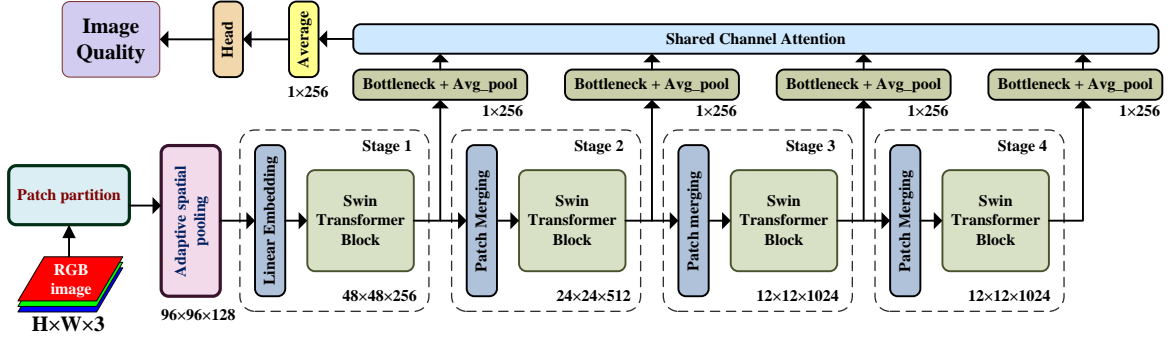 Image
Quality
Head
Average
1×256
Shared Channel Attention
Bottleneck + Avg_pool
1×256
Bottleneck + Avg_pool
1×256
Bottleneck + Avg_pool
1×256
Bottleneck + Avg_pool
1×256
Patch partition
RGB
image
H×W×3
Adaptive spatial
pooling
96×96×128
Stage 1
Linear Embedding
Swin
Transformer
Block
48×48×256
Stage 2
Patch Merging
Swin
Transformer
Block
24×24×512
Stage 3
Patch merging
Swin
Transformer
Block
12×12×1024
Stage 4
Patch Merging
Swin
Transformer
Block
12×12×1024